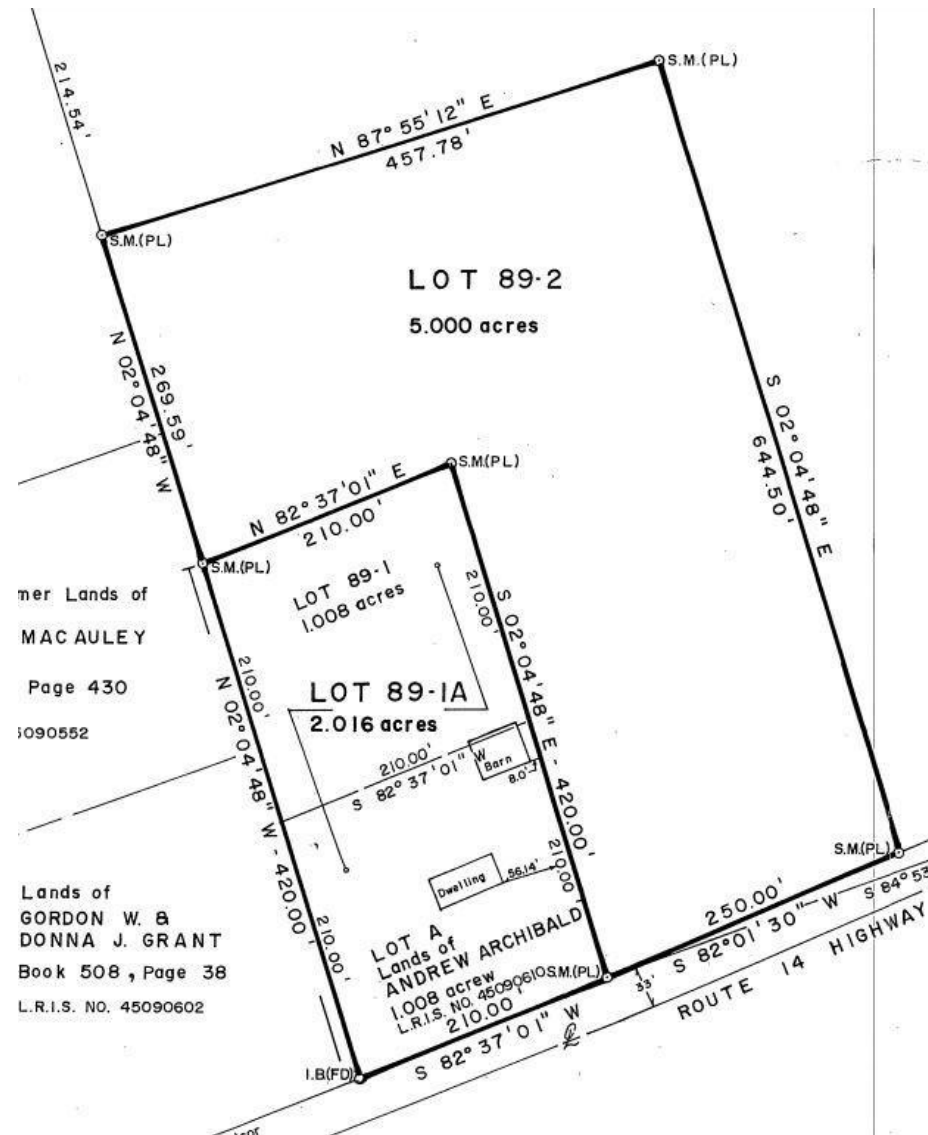 214.54'
S.M.(PL)
N 87° 55' 12" E
457.78'
S.M.(PL)
LOT 89-2
5.000 acres
269.59'
N 02° 04' 48" W
S 02° 04' 48" E
644.50'
S.M.(PL)
N 82° 37' 01" E
210.00'
S.M.(PL)
LOT 89-1
1.008 acres
210.00'
S 02° 04' 48" E - 420.00'
mer Lands of
MACAULEY
Page 430
5090552
210.00'
N 02° 04' 48" W - 420.00'
LOT 89-1A
2.016 acres
210.00'
S 82° 37' 01" W
Barn
8.0'
Dwelling
56.14'
210.00'
S.M.(PL)
250.00'
S 82° 01' 30" W
S 84° 53
Lands of
GORDON W. &
DONNA J. GRANT
Book 508, Page 38
L.R.I.S. NO. 45090602
210.00'
LOT A
Lands of
ANDREW ARCHIBALD
1.008 acrew
L.R.I.S. NO. 45090610
S.M.(PL)
210.00'
S 82° 37' 01" W
33'
ROUTE 14 HIGHWAY
I.B(FD)